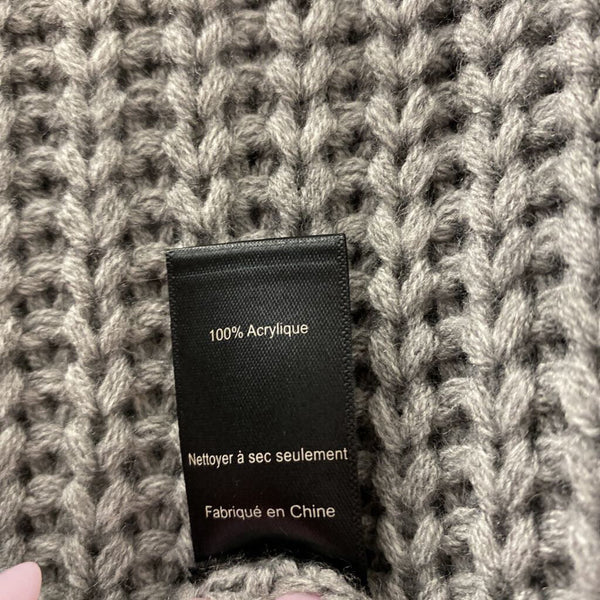 100% Acrylique
Nettoyer à sec seulement
Fabriqué en Chine